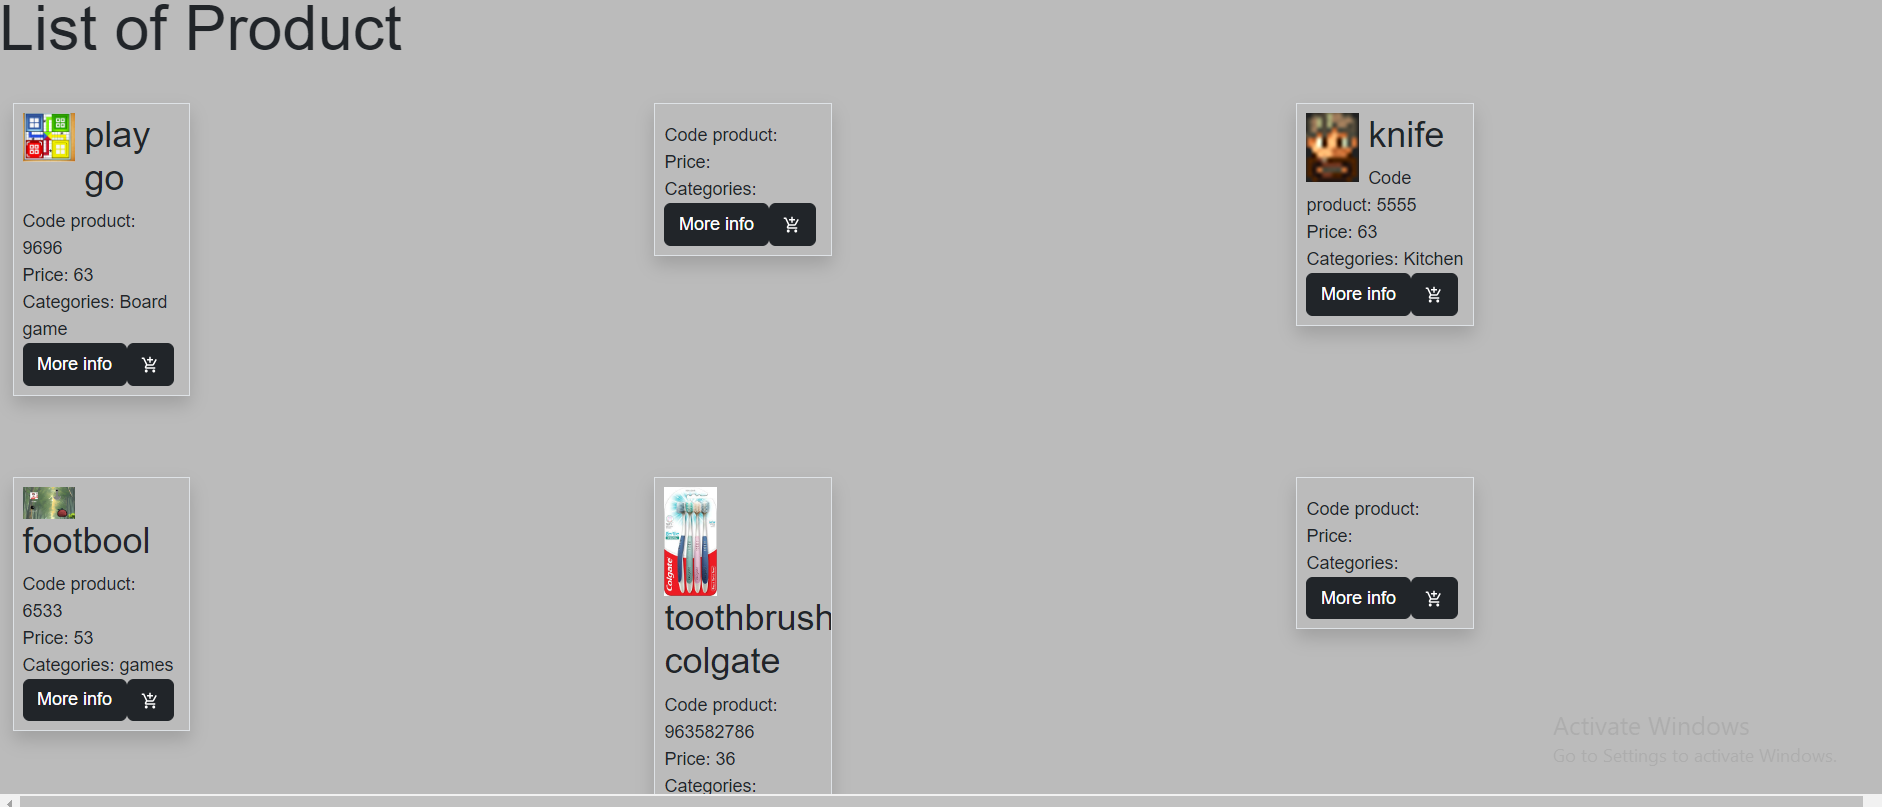 List of Product
play
go
Code product:
9696
Price: 63
Categories: Board
game
More info
Code product:
Price:
Categories:
More info
knife
Code
product: 5555
Price: 63
Categories: Kitchen
More info
footbool
Code product:
6533
Price: 53
Categories: games
More info
Colgate
toothbrush
colgate
Code product:
963582786
Price: 36
Categories:
Code product:
Price:
Categories:
More info
Activate Windows
Go to Settings to activate Windows.